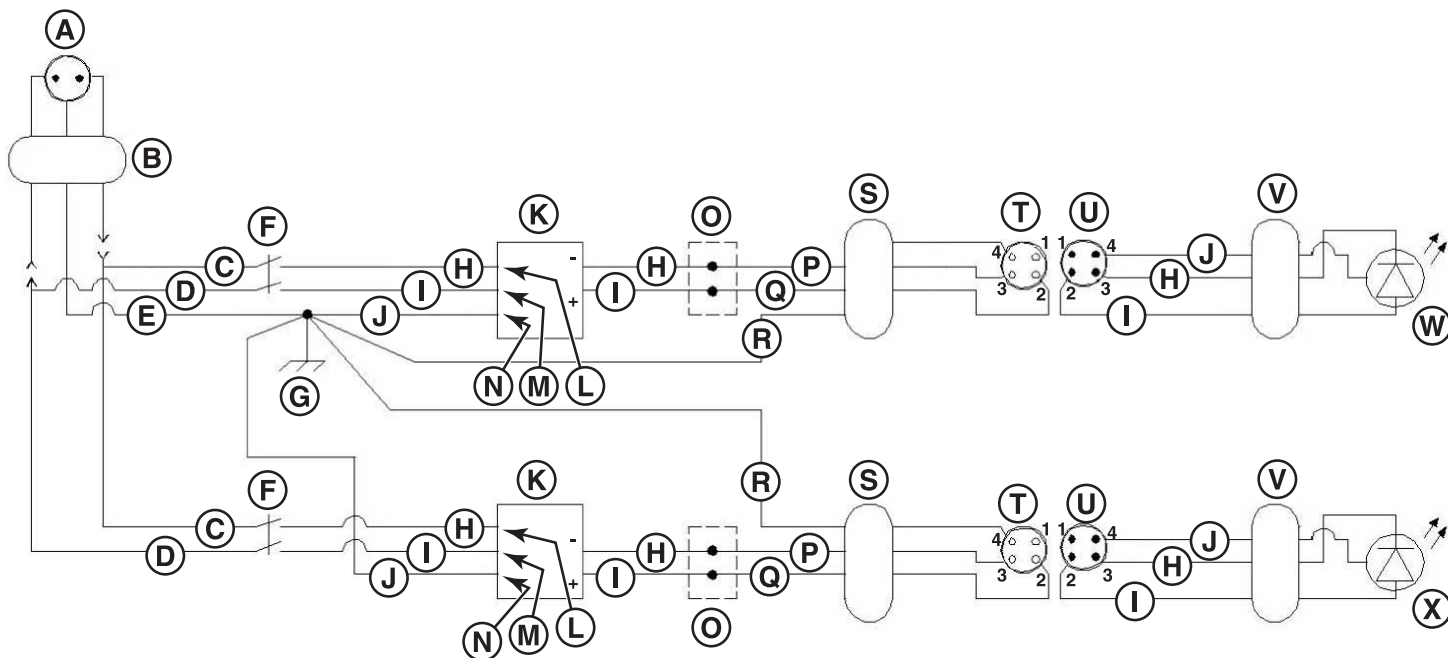 A
B
S
T U V
K
O
F
1 1
4 4
C H - H P J
D I + I Q H
3 2 2 3
E J I
R W
G N M L
K R S
F
T U V
1 1
4 4
C H - H P J
3 2 2 3
D I + I Q H
J I
N M L O X